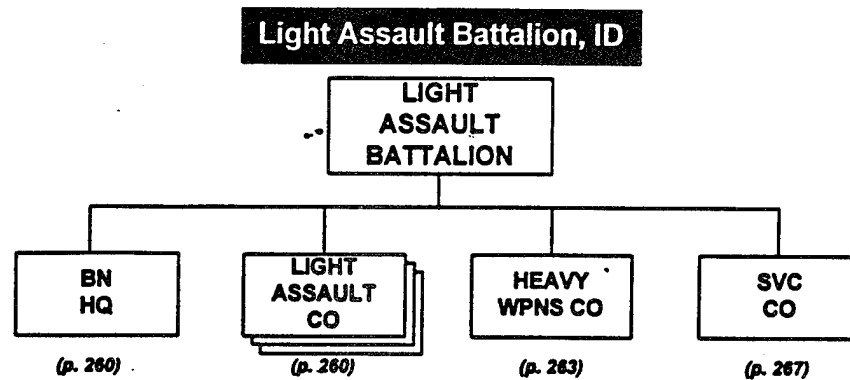 Light Assault Battalion, ID
LIGHT
ASSAULT
BATTALION
BN
HQ
LIGHT
ASSAULT
CO
HEAVY
WPNS CO
SVC
CO
(p. 260)
(p. 260)
(p. 263)
(p. 267)